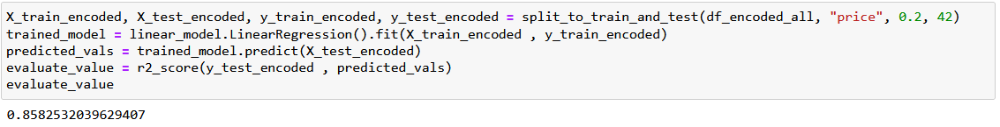 X_train_encoded, X_test_encoded, y_train_encoded, y_test_encoded = split_to_train_and_test(df_encoded_all, "price", 0.2, 42)
trained_model = linear_model.LinearRegression().fit(X_train_encoded , y_train_encoded)
predicted_vals = trained_model.predict(X_test_encoded)
evaluate_value = r2_score(y_test_encoded , predicted_vals)
evaluate_value
0.8582532039629407